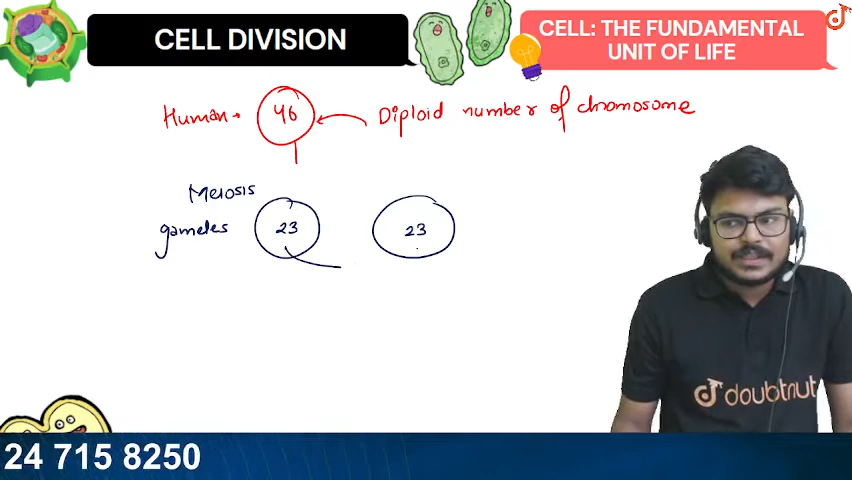 CELL DIVISION
CELL: THE FUNDAMENTAL
UNIT OF LIFE
Human → 46 ← Diploid number of chromosome
Meiosis
gametes 23 23
doubtnut
24 715 8250